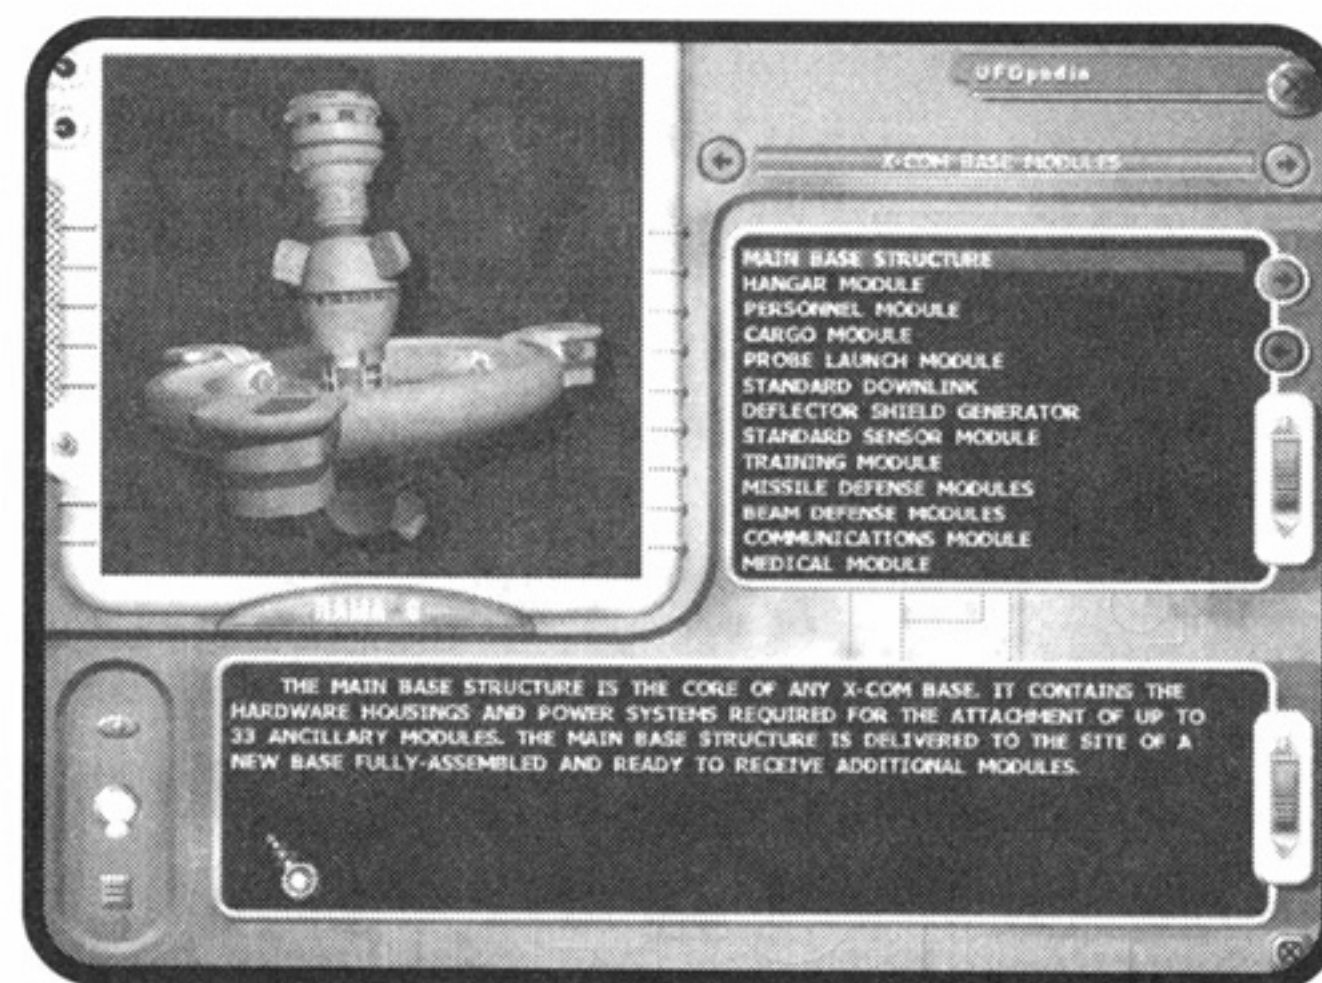 UFOpedia
X-COM BASE MODULES
MAIN BASE STRUCTURE
HANGAR MODULE
PERSONNEL MODULE
CARGO MODULE
PROBE LAUNCH MODULE
STANDARD DOWNLINK
DEFLECTOR SHIELD GENERATOR
STANDARD SENSOR MODULE
TRAINING MODULE
MISSILE DEFENSE MODULES
BEAM DEFENSE MODULES
COMMUNICATIONS MODULE
MEDICAL MODULE
THE MAIN BASE STRUCTURE IS THE CORE OF ANY X-COM BASE. IT CONTAINS THE
HARDWARE HOUSINGS AND POWER SYSTEMS REQUIRED FOR THE ATTACHMENT OF UP TO
33 ANCILLARY MODULES. THE MAIN BASE STRUCTURE IS DELIVERED TO THE SITE OF A
NEW BASE FULLY-ASSEMBLED AND READY TO RECEIVE ADDITIONAL MODULES.